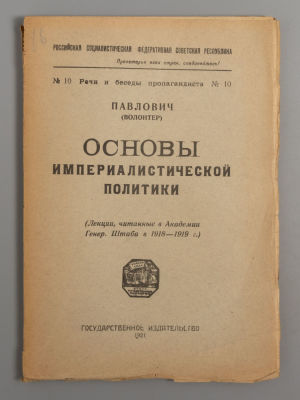 16
РОССИЙСКАЯ СОЦИАЛИСТИЧЕСКАЯ ФЕДЕРАТИВНАЯ СОВЕТСКАЯ РЕСПУБЛИКА
Пролетарии всех стран, соединяйтесь!
№ 10 Речи и беседы пропагандиста № 10
ПАВЛОВИЧ
(ВОЛОНТЕР)
ОСНОВЫ
ИМПЕРИАЛИСТИЧЕСКОЙ
ПОЛИТИКИ
(Лекции, читанные в Академии
Генер. Штаба в 1918—1919 г.)
ГОСУДАРСТВЕННОЕ ИЗДАТЕЛЬСТВО
1921